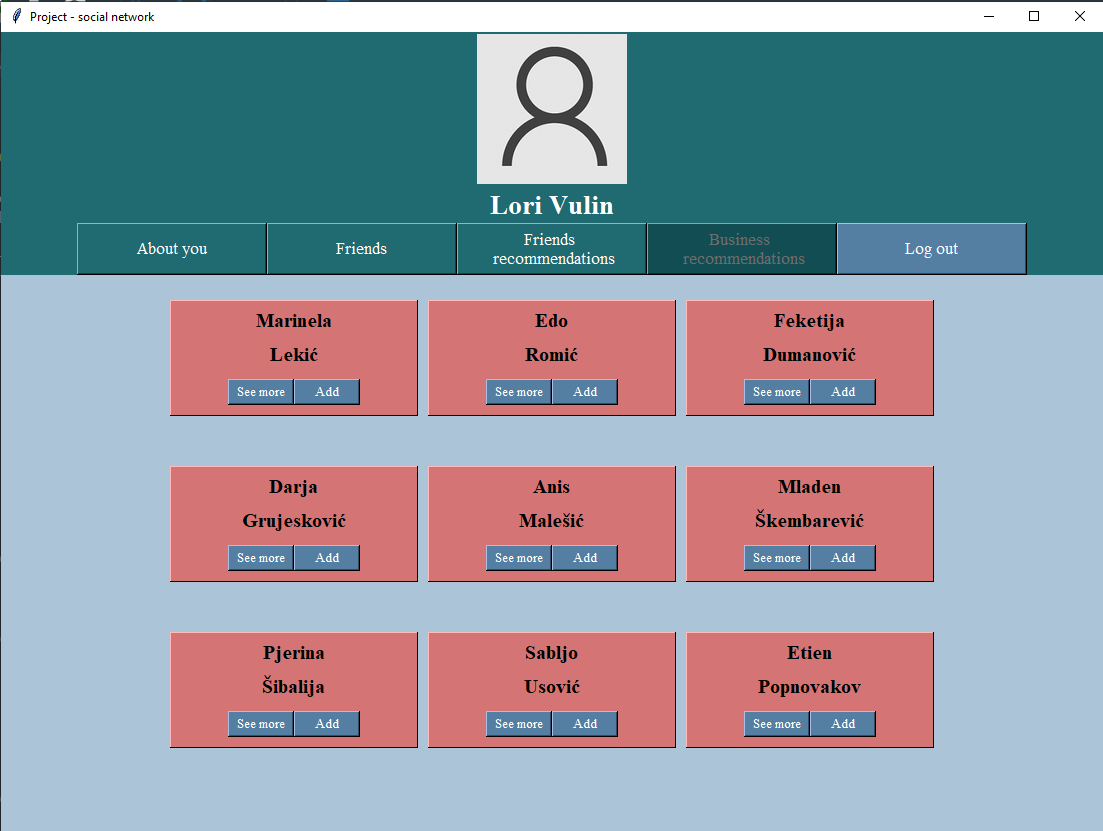 Project - social network
Lori Vulin
About you
Friends
Friends
recommendations
Business
recommendations
Log out
Marinela
Lekić
See more
Add
Edo
Romić
See more
Add
Feketija
Dumanović
See more
Add
Darja
Grujesković
See more
Add
Anis
Malešić
See more
Add
Mladen
Škembarević
See more
Add
Pjerina
Šibalija
See more
Add
Sabljo
Usović
See more
Add
Etien
Popnovakov
See more
Add